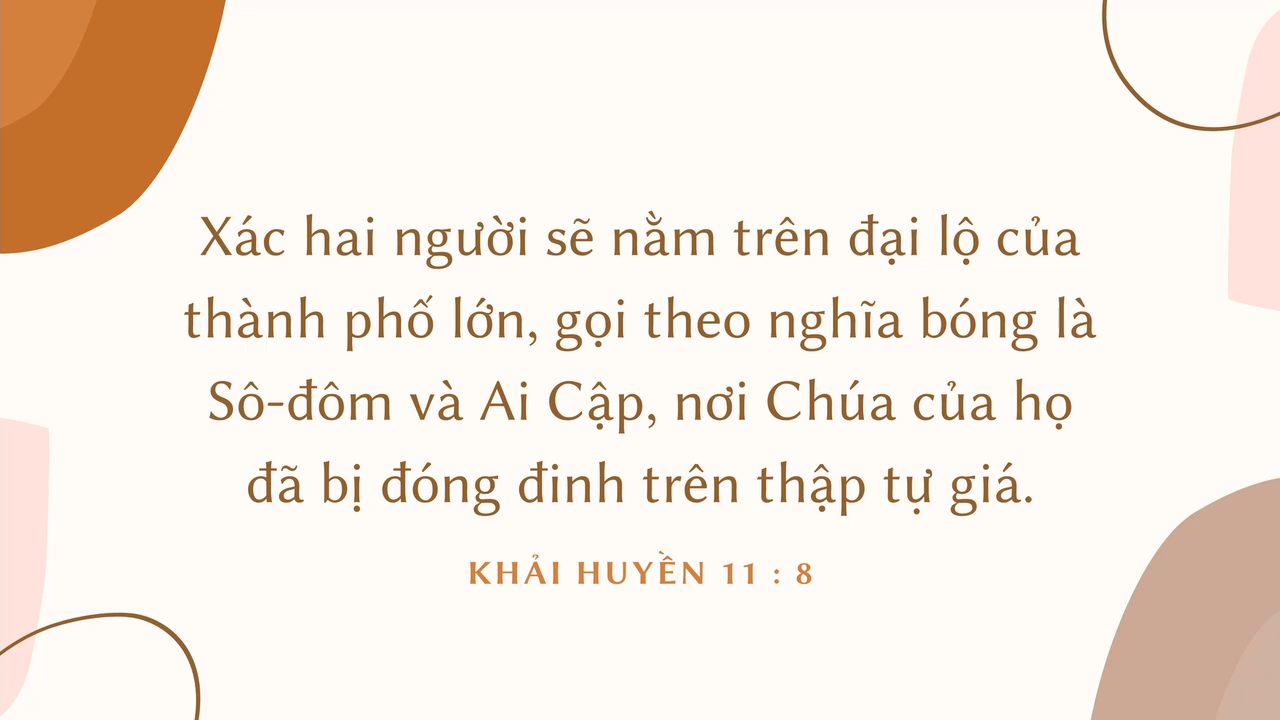 Xác hai người sẽ nằm trên đại lộ của
thành phố lớn, gọi theo nghĩa bóng là
Sô-đôm và Ai Cập, nơi Chúa của họ
đã bị đóng đinh trên thập tự giá.
KHẢI HUYỀN 11 : 8